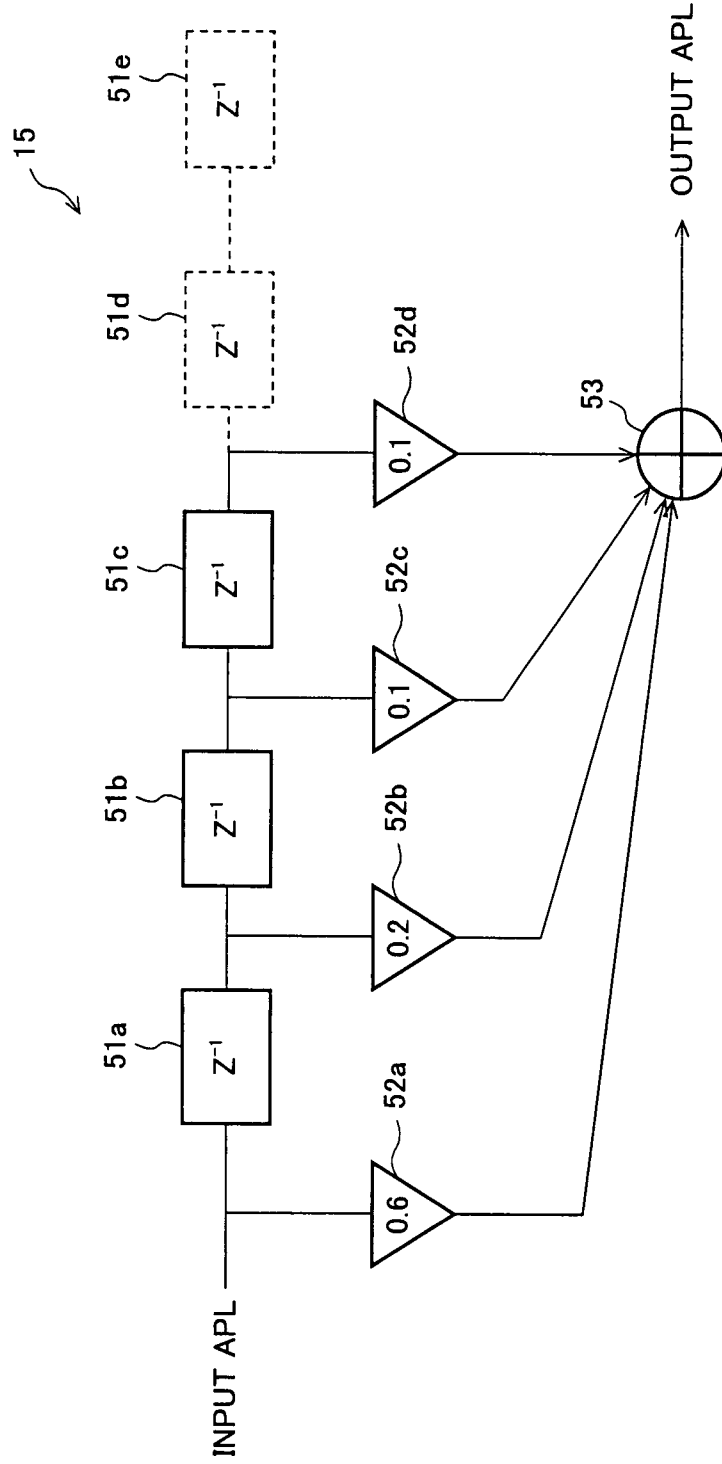 15
51a
51b
51c
51d
51e
Z⁻¹
Z⁻¹
Z⁻¹
Z⁻¹
Z⁻¹
INPUT APL
52a
52b
52c
52d
0.6
0.2
0.1
0.1
53
OUTPUT APL